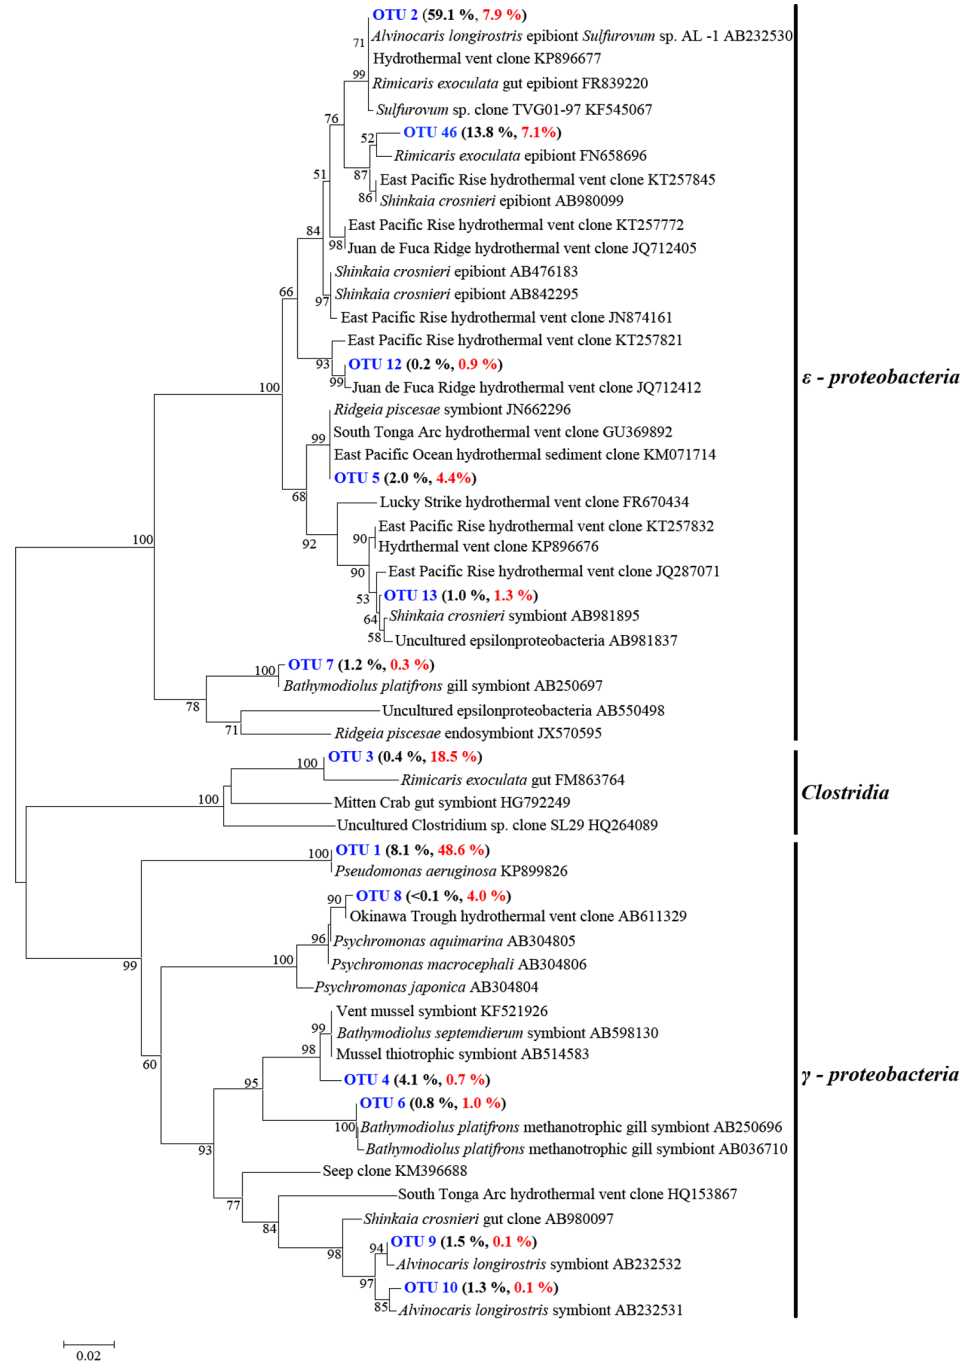 OTU 2 (59.1 %, 7.9 %)
71
Alvinocaris longirostris epibiont Sulfurovum sp. AL -1 AB232530
Hydrothermal vent clone KP896677
99
Rimicaris exoculata gut epibiont FR839220
Sulfurovum sp. clone TVG01-97 KF545067
76
OTU 46 (13.8 %, 7.1%)
52
Rimicaris exoculata epibiont FN658696
87
East Pacific Rise hydrothermal vent clone KT257845
86
Shinkaia crosnieri epibiont AB980099
51
East Pacific Rise hydrothermal vent clone KT257772
84
98
Juan de Fuca Ridge hydrothermal vent clone JQ712405
Shinkaia crosnieri epibiont AB476183
66
Shinkaia crosnieri epibiont AB842295
97
East Pacific Rise hydrothermal vent clone JN874161
East Pacific Rise hydrothermal vent clone KT257821
93
OTU 12 (0.2 %, 0.9 %)
99
Juan de Fuca Ridge hydrothermal vent clone JQ712412
ε - proteobacteria
100
Ridgeia piscesae symbiont JN662296
South Tonga Arc hydrothermal vent clone GU369892
99
East Pacific Ocean hydrothermal sediment clone KM071714
OTU 5 (2.0 %, 4.4%)
68
Lucky Strike hydrothermal vent clone FR670434
East Pacific Rise hydrothermal vent clone KT257832
100
92
90
Hydrthermal vent clone KP896676
90
East Pacific Rise hydrothermal vent clone JQ287071
53
OTU 13 (1.0 %, 1.3 %)
64
Shinkaia crosnieri symbiont AB981895
58
Uncultured epsilonproteobacteria AB981837
OTU 7 (1.2 %, 0.3 %)
100
Bathymodiolus platifrons gill symbiont AB250697
78
Uncultured epsilonproteobacteria AB550498
71
Ridgeia piscesae endosymbiont JX570595
OTU 3 (0.4 %, 18.5 %)
100
Rimicaris exoculata gut FM863764
Clostridia
100
Mitten Crab gut symbiont HG792249
Uncultured Clostridium sp. clone SL29 HQ264089
OTU 1 (8.1 %, 48.6 %)
100
Pseudomonas aeruginosa KP899826
OTU 8 (<0.1 %, 4.0 %)
90
Okinawa Trough hydrothermal vent clone AB611329
96
Psychromonas aquimarina AB304805
99
100
Psychromonas macrocephali AB304806
Psychromonas japonica AB304804
Vent mussel symbiont KF521926
99
Bathymodiolus septemdierum symbiont AB598130
98
Mussel thiotrophic symbiont AB514583
60
γ - proteobacteria
95
OTU 4 (4.1 %, 0.7 %)
OTU 6 (0.8 %, 1.0 %)
100
Bathymodiolus platifrons methanotrophic gill symbiont AB250696
93
Bathymodiolus platifrons methanotrophic gill symbiont AB036710
Seep clone KM396688
77
South Tonga Arc hydrothermal vent clone HQ153867
84
Shinkaia crosnieri gut clone AB980097
98
94
OTU 9 (1.5 %, 0.1 %)
Alvinocaris longirostris symbiont AB232532
97
OTU 10 (1.3 %, 0.1 %)
85
Alvinocaris longirostris symbiont AB232531
0.02